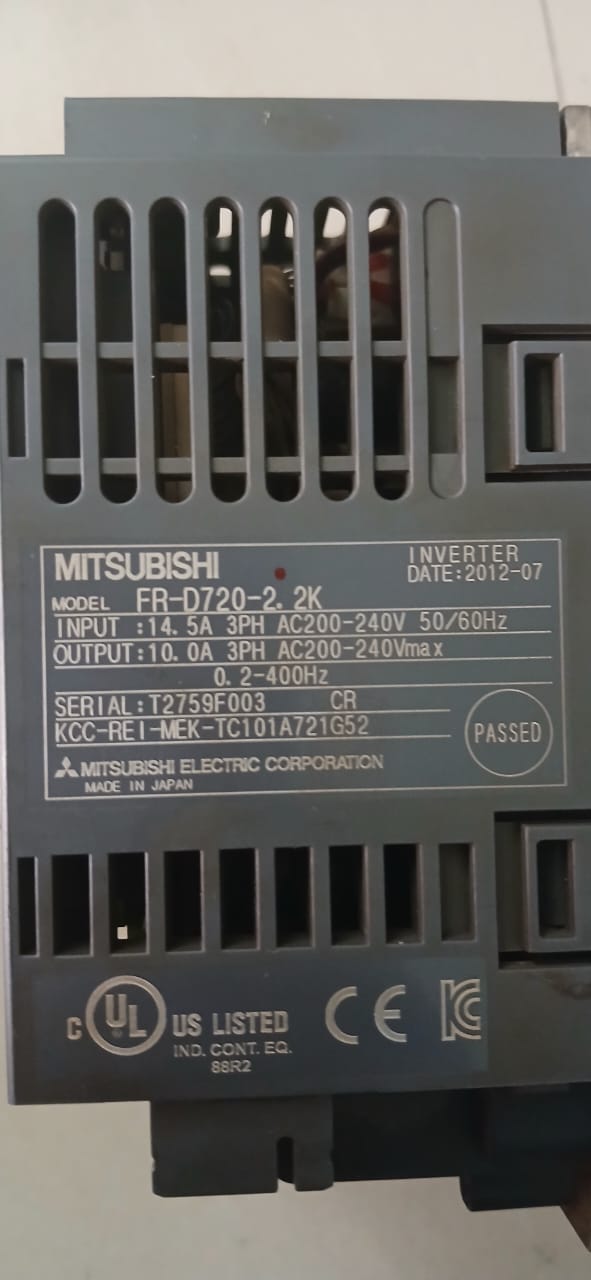 MITSUBISHI
INVERTER
DATE:2012-07
MODEL FR-D720-2.2K
INPUT :14.5A 3PH AC200-240V 50/60Hz
OUTPUT:10.0A 3PH AC200-240Vmax
0.2-400Hz
SERIAL:T2759F003 CR
KCC-REI-MEK-TC101A721G52
PASSED
MITSUBISHI ELECTRIC CORPORATION
MADE IN JAPAN
C UL US LISTED
IND. CONT. EQ.
88R2
CE
KC